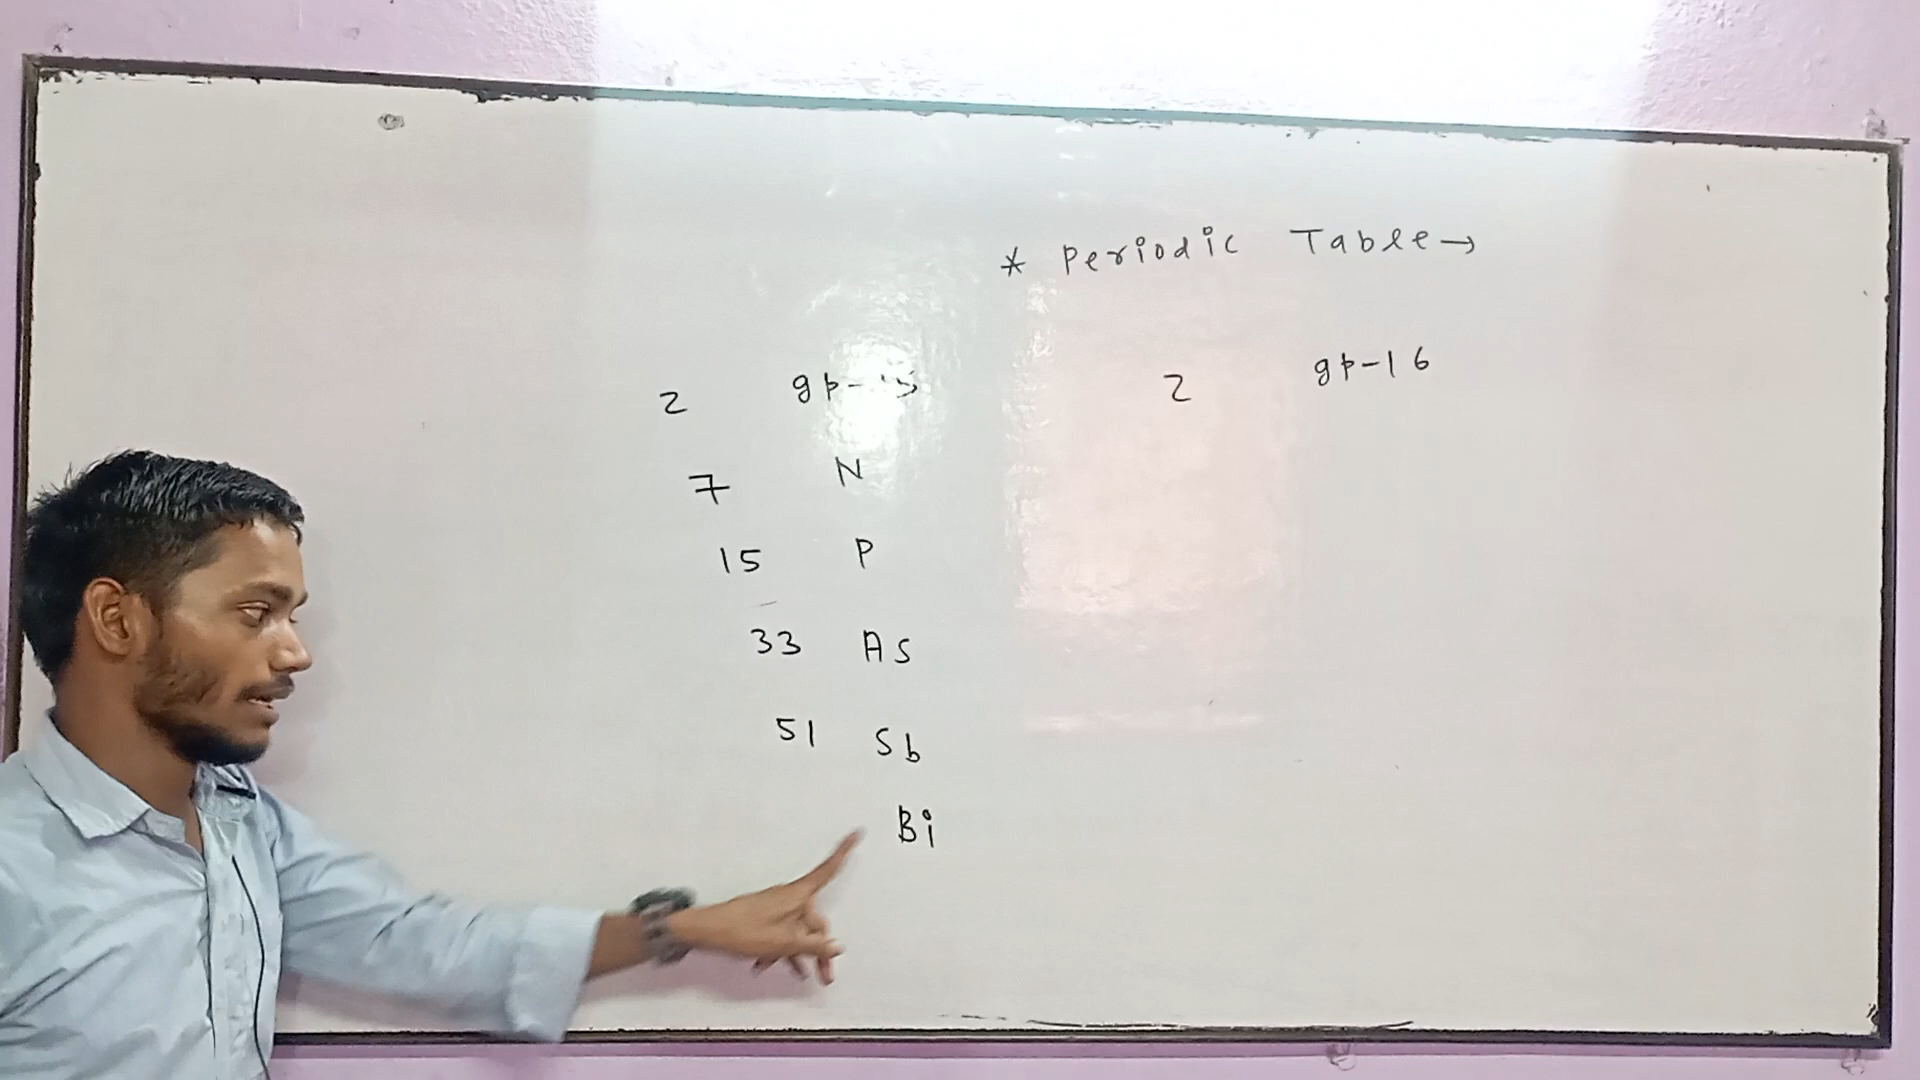 * Periodic Table →
Z gp-15 Z gp-16
7 N
15 P
33 As
51 Sb
Bi